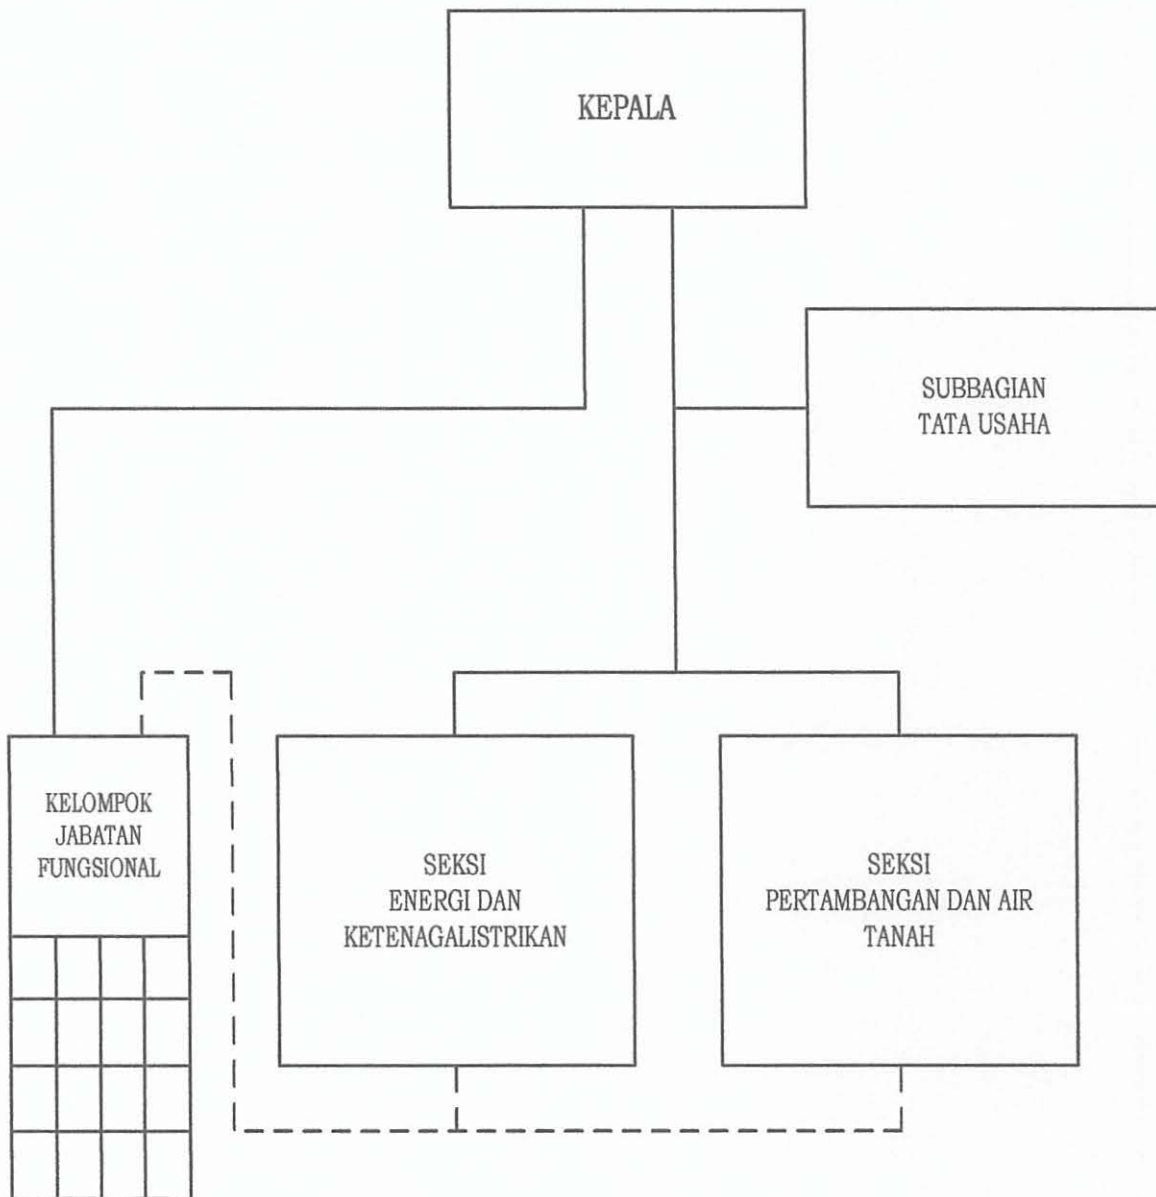 KEPALA
SUBBAGIAN
TATA USAHA
KELOMPOK
JABATAN
FUNGSIONAL
SEKSI
ENERGI DAN
KETENAGALISTRIKAN
SEKSI
PERTAMBANGAN DAN AIR
TANAH